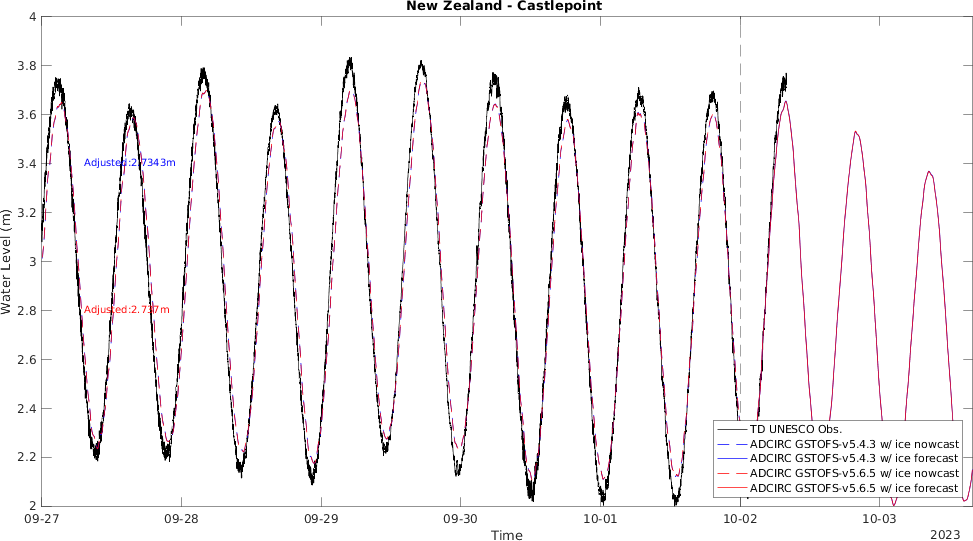 New Zealand - Castlepoint
4
3.8
3.6
3.4
3.2
3
2.8
2.6
2.4
2.2
2
Water Level (m)
Adjusted:2.7343m
Adjusted:2.737m
TD UNESCO Obs.
ADCIRC GSTOFS-v5.4.3 w/ ice nowcast
ADCIRC GSTOFS-v5.4.3 w/ ice forecast
ADCIRC GSTOFS-v5.6.5 w/ ice nowcast
ADCIRC GSTOFS-v5.6.5 w/ ice forecast
09-27 09-28 09-29 09-30 10-01 10-02 10-03
Time
2023